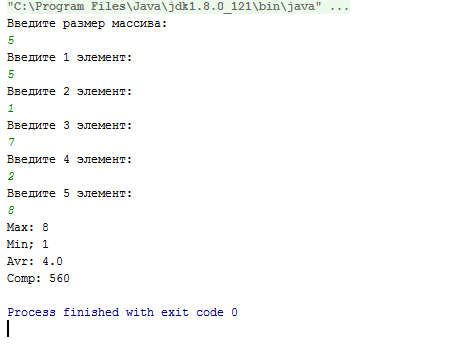 "C:\Program Files\Java\jdk1.8.0_121\bin\java" ...
Введите размер массива:
5
Введите 1 элемент:
5
Введите 2 элемент:
1
Введите 3 элемент:
7
Введите 4 элемент:
2
Введите 5 элемент:
8
Max: 8
Min; 1
Avr: 4.0
Comp: 560
Process finished with exit code 0